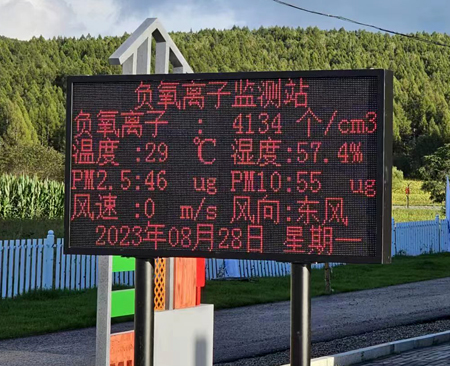 负氧离子监测站
负氧离子 : 4134 个/cm3
温度:29 ℃ 湿度:57.4%
PM2.5:46 ug PM10:55 ug
风速:0 m/s 风向:东风
2023年08月28日 星期一